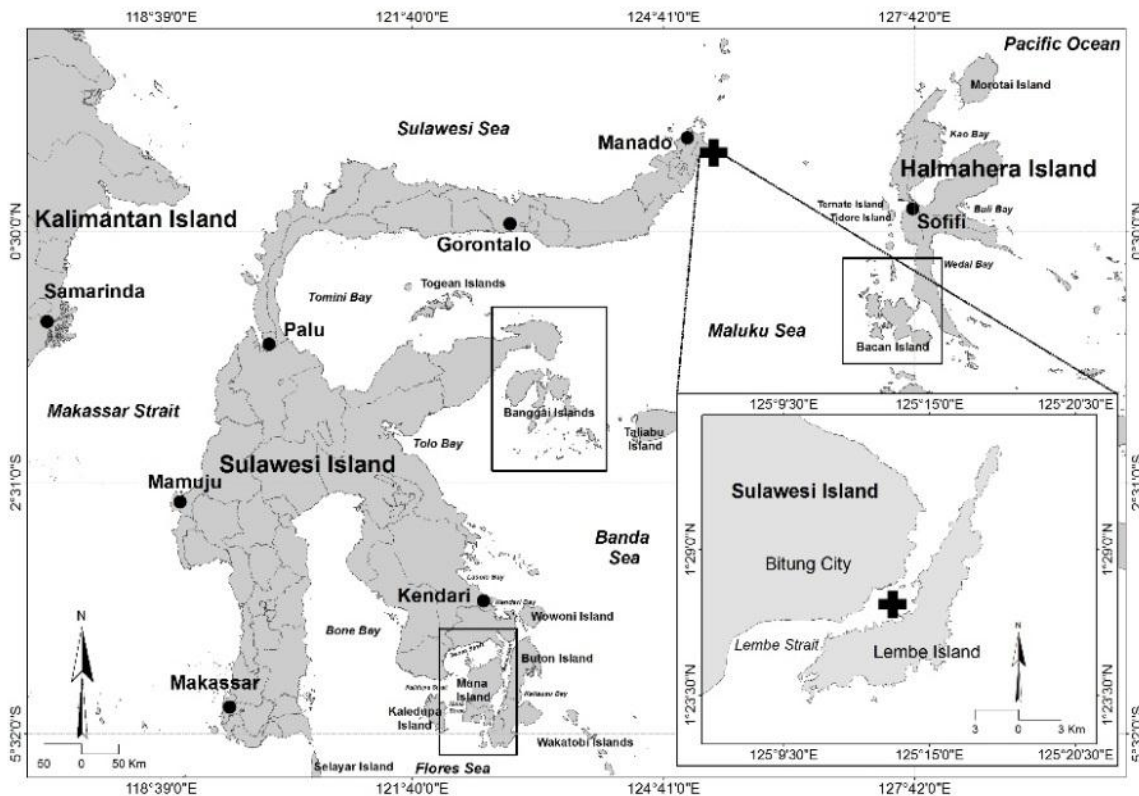 118°39'0"E 121°40'0"E 124°41'0"E 127°42'0"E
Pacific Ocean
Morotai Island
Sulawesi Sea
Manado
Kao Bay
Halmahera Island
Kalimantan Island
Ternate Island
Tidore Island
Sofifi
Buli Bay
Gorontalo
0°30'0"N
0°30'0"N
Wedai Bay
Samarinda
Togean Islands
Tomini Bay
Palu
Maluku Sea
Bacan Island
Makassar Strait
Banggai Islands
Taliabu
Island
Tolo Bay
Sulawesi Island
Mamuju
2°31'0"S
2°31'0"S
Banda
Sea
Kendari
Lasolo Bay
Kendari Bay
Wowoni Island
Bone Bay
Buton Island
Muna
Island
Makassar
Kaledupa
Island
Wakatobi Islands
N
5°32'0"S
5°32'0"S
50 0 50 Km
Selayar Island
Flores Sea
118°39'0"E 121°40'0"E 124°41'0"E 127°42'0"E
125°9'30"E 125°15'0"E 125°20'30"E
Sulawesi Island
Bitung City
1°29'0"N
1°29'0"N
Lembe Strait
Lembe Island
N
1°23'30"N
1°23'30"N
3 0 3 Km
125°9'30"E 125°15'0"E 125°20'30"E